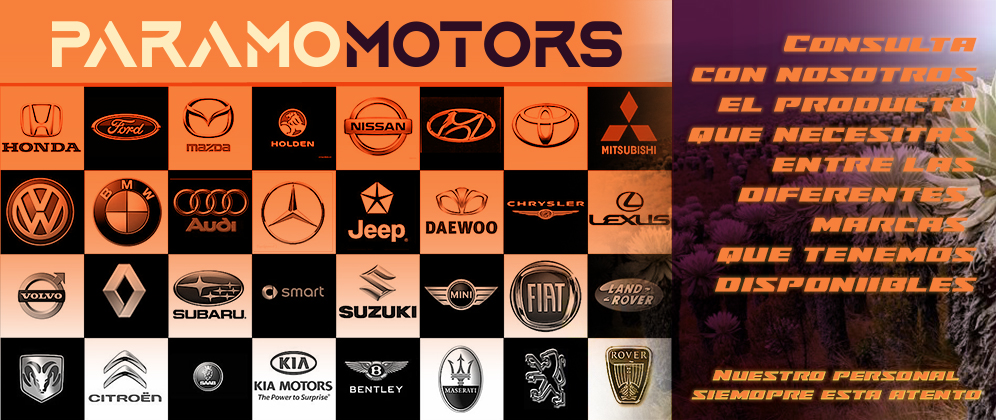 PARAMOMOTORS
HONDA
Ford
mazda
HOLDEN
NISSAN
MITSUBISHI
BMW
Audi
Jeep
DAEWOO
CHRYSLER
LEXUS
VOLVO
SUBARU
smart
SUZUKI
MINI
FIAT
LAND-
-ROVER
CITROËN
SAAB
KIA
KIA MOTORS
The Power to Surprise
BENTLEY
MASERATI
ROVER
Consulta
con nosotros
el producto
que necesitas
entre las
diferentes
marcas
que tenemos
disponiibles
Nuestro personal
siemopre esta atento